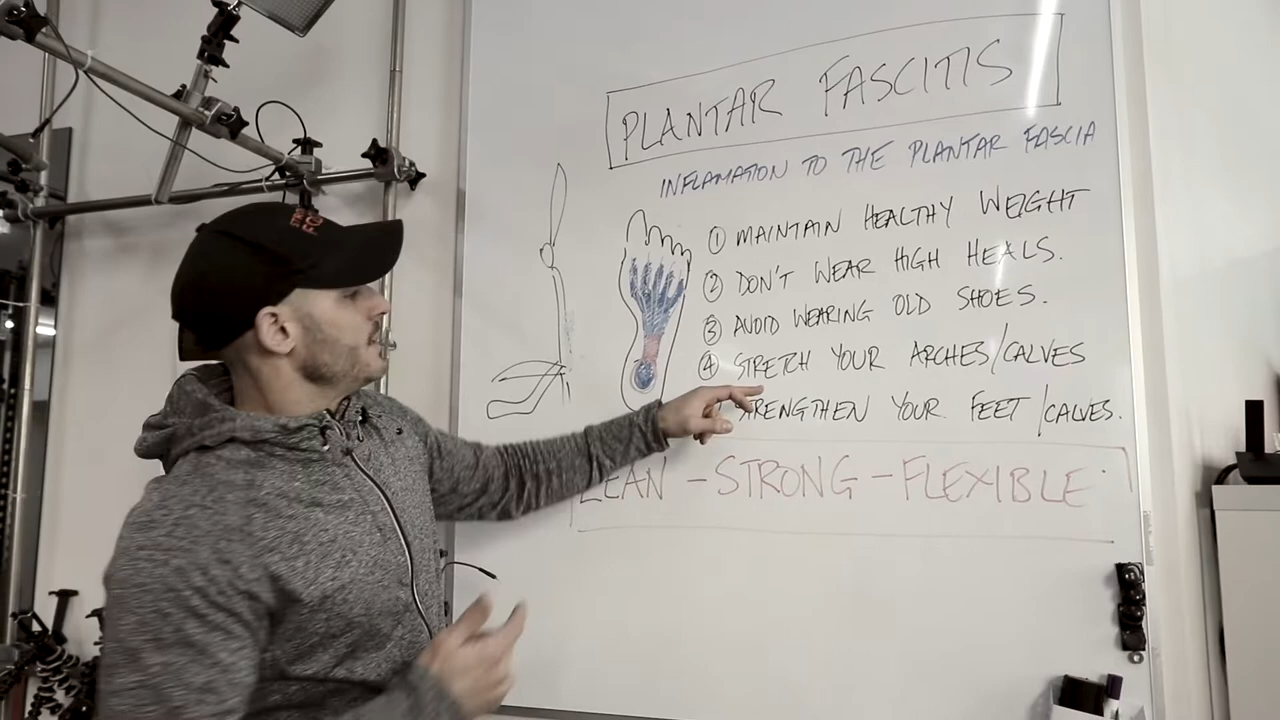 PLANTAR FASCITIS
INFLAMATION TO THE PLANTAR FASCIA
① MAINTAIN HEALTHY WEIGHT
② DON'T WEAR HIGH HEALS.
③ AVOID WEARING OLD SHOES.
④ STRETCH YOUR ARCHES/CALVES
STRENGTHEN YOUR FEET/CALVES.
LEAN - STRONG - FLEXIBLE